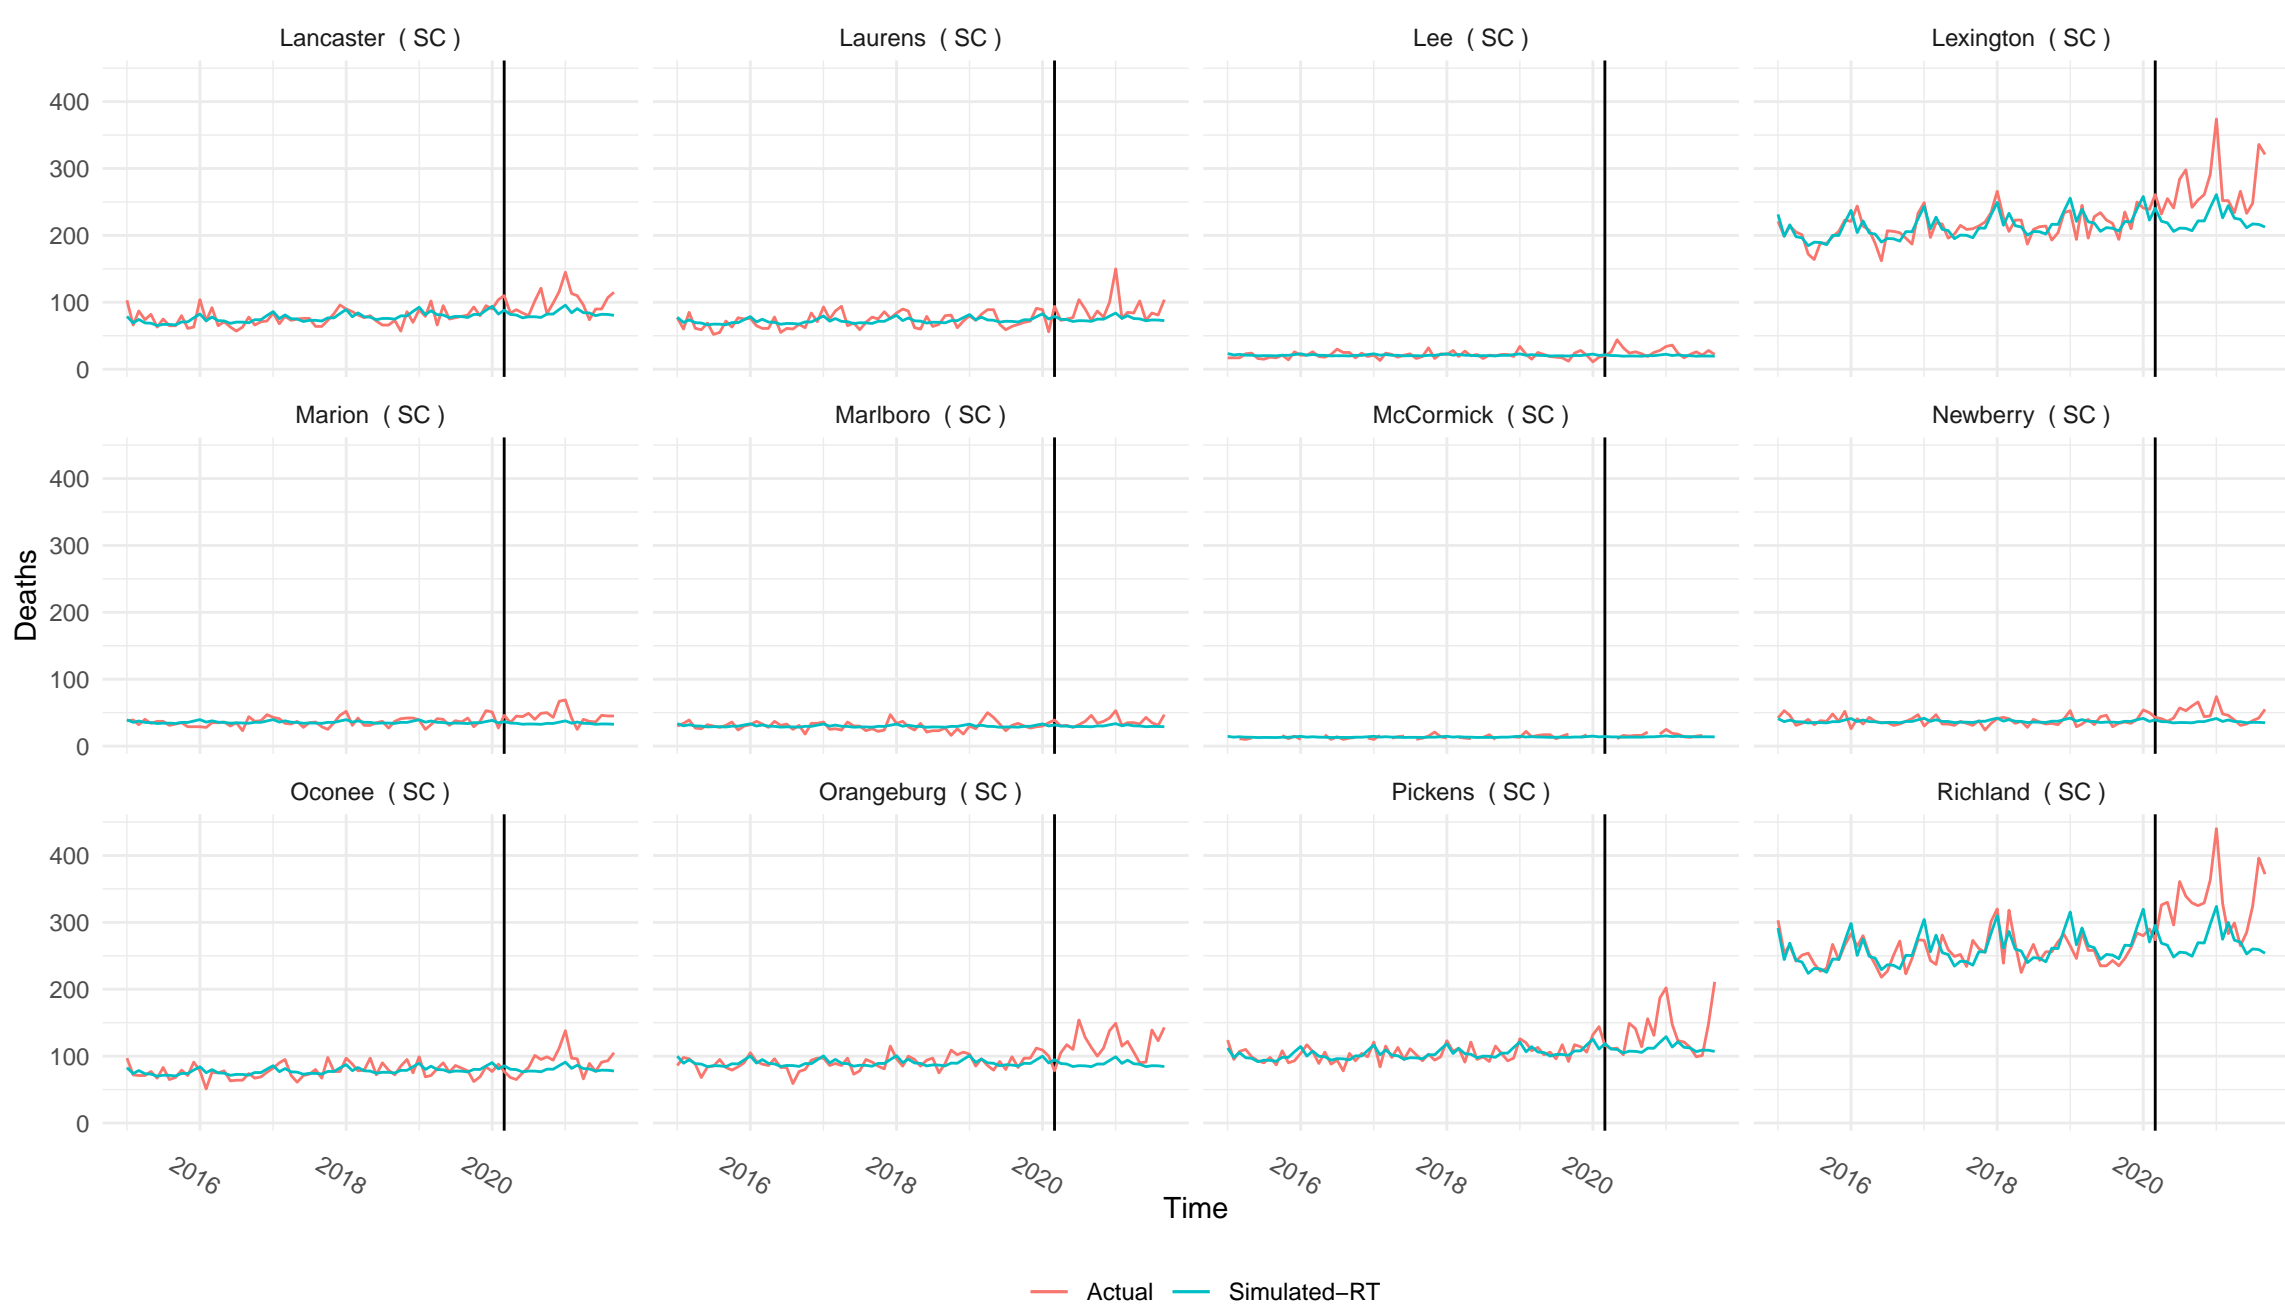 Lancaster ( SC )
Laurens ( SC )
Lee ( SC )
Lexington ( SC )
400
300
200
100
0
Marion ( SC )
Marlboro ( SC )
McCormick ( SC )
Newberry ( SC )
400
300
200
100
0
Deaths
Oconee ( SC )
Orangeburg ( SC )
Pickens ( SC )
Richland ( SC )
400
300
200
100
0
2016
2018
2020
2016
2018
2020
2016
2018
2020
2016
2018
2020
Time
Actual
Simulated−RT